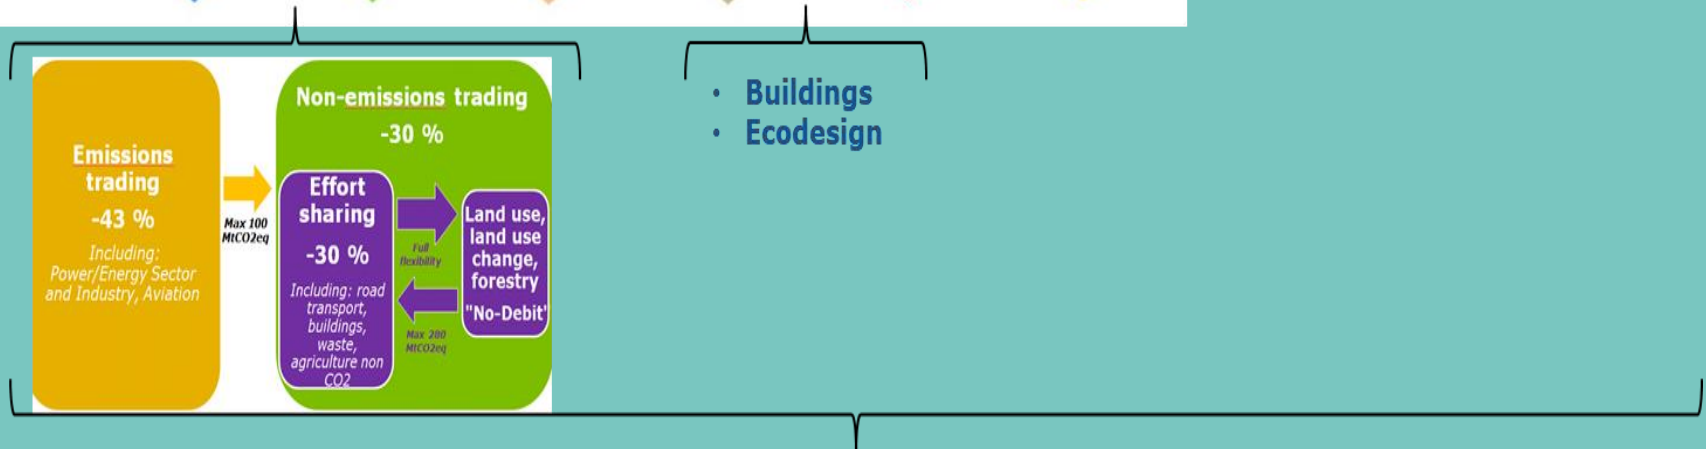 Emissions
trading
-43 %
Including:
Power/Energy Sector
and Industry, Aviation
Max 100
MtCO2eq
Non-emissions trading
-30 %
Effort
sharing
-30 %
Including: road
transport,
buildings,
waste,
agriculture non
CO2
Full
flexibility
Max 280
MtCO2eq
Land use,
land use
change,
forestry
"No-Debit'
• Buildings
• Ecodesign